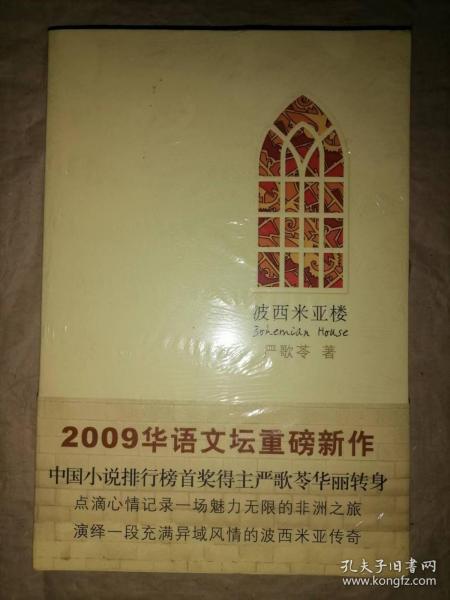 波西米亚楼
Bohemian House
严歌苓 著
2009华语文坛重磅新作
中国小说排行榜首奖得主严歌苓华丽转身
点滴心情记录一场魅力无限的非洲之旅
演绎一段充满异域风情的波西米亚传奇
孔夫子旧书网
www.kongfz.com